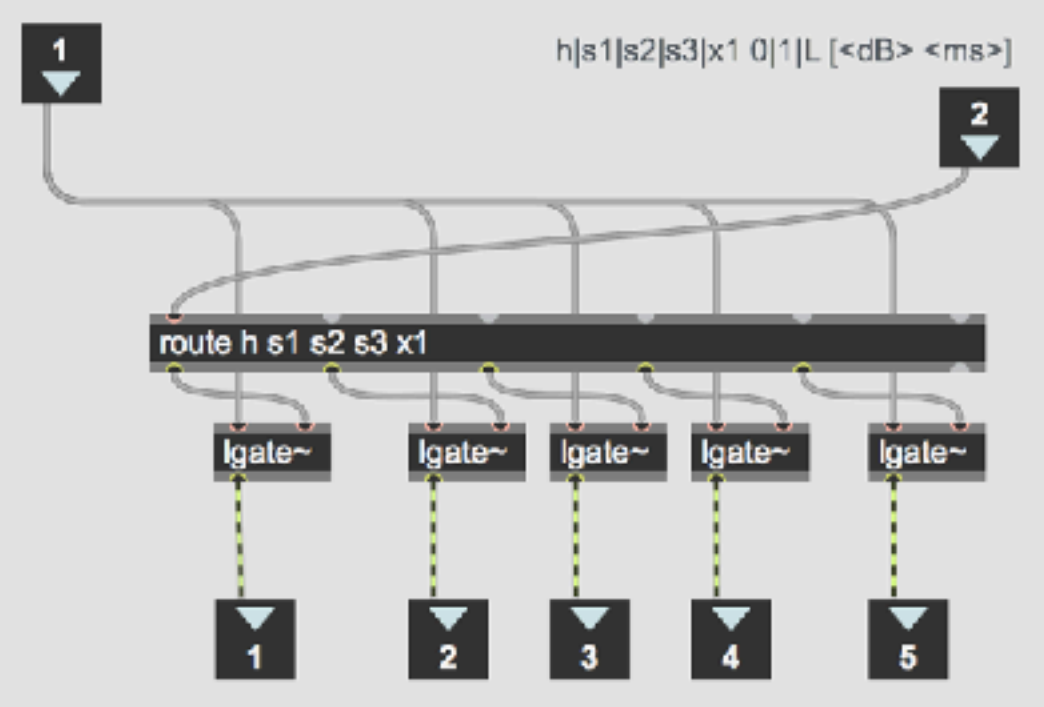 1
h|s1|s2|s3|x1 0|1|L [<dB> <ms>]
2
route h s1 s2 s3 x1
lgate~ lgate~ lgate~ lgate~ lgate~
1 2 3 4 5